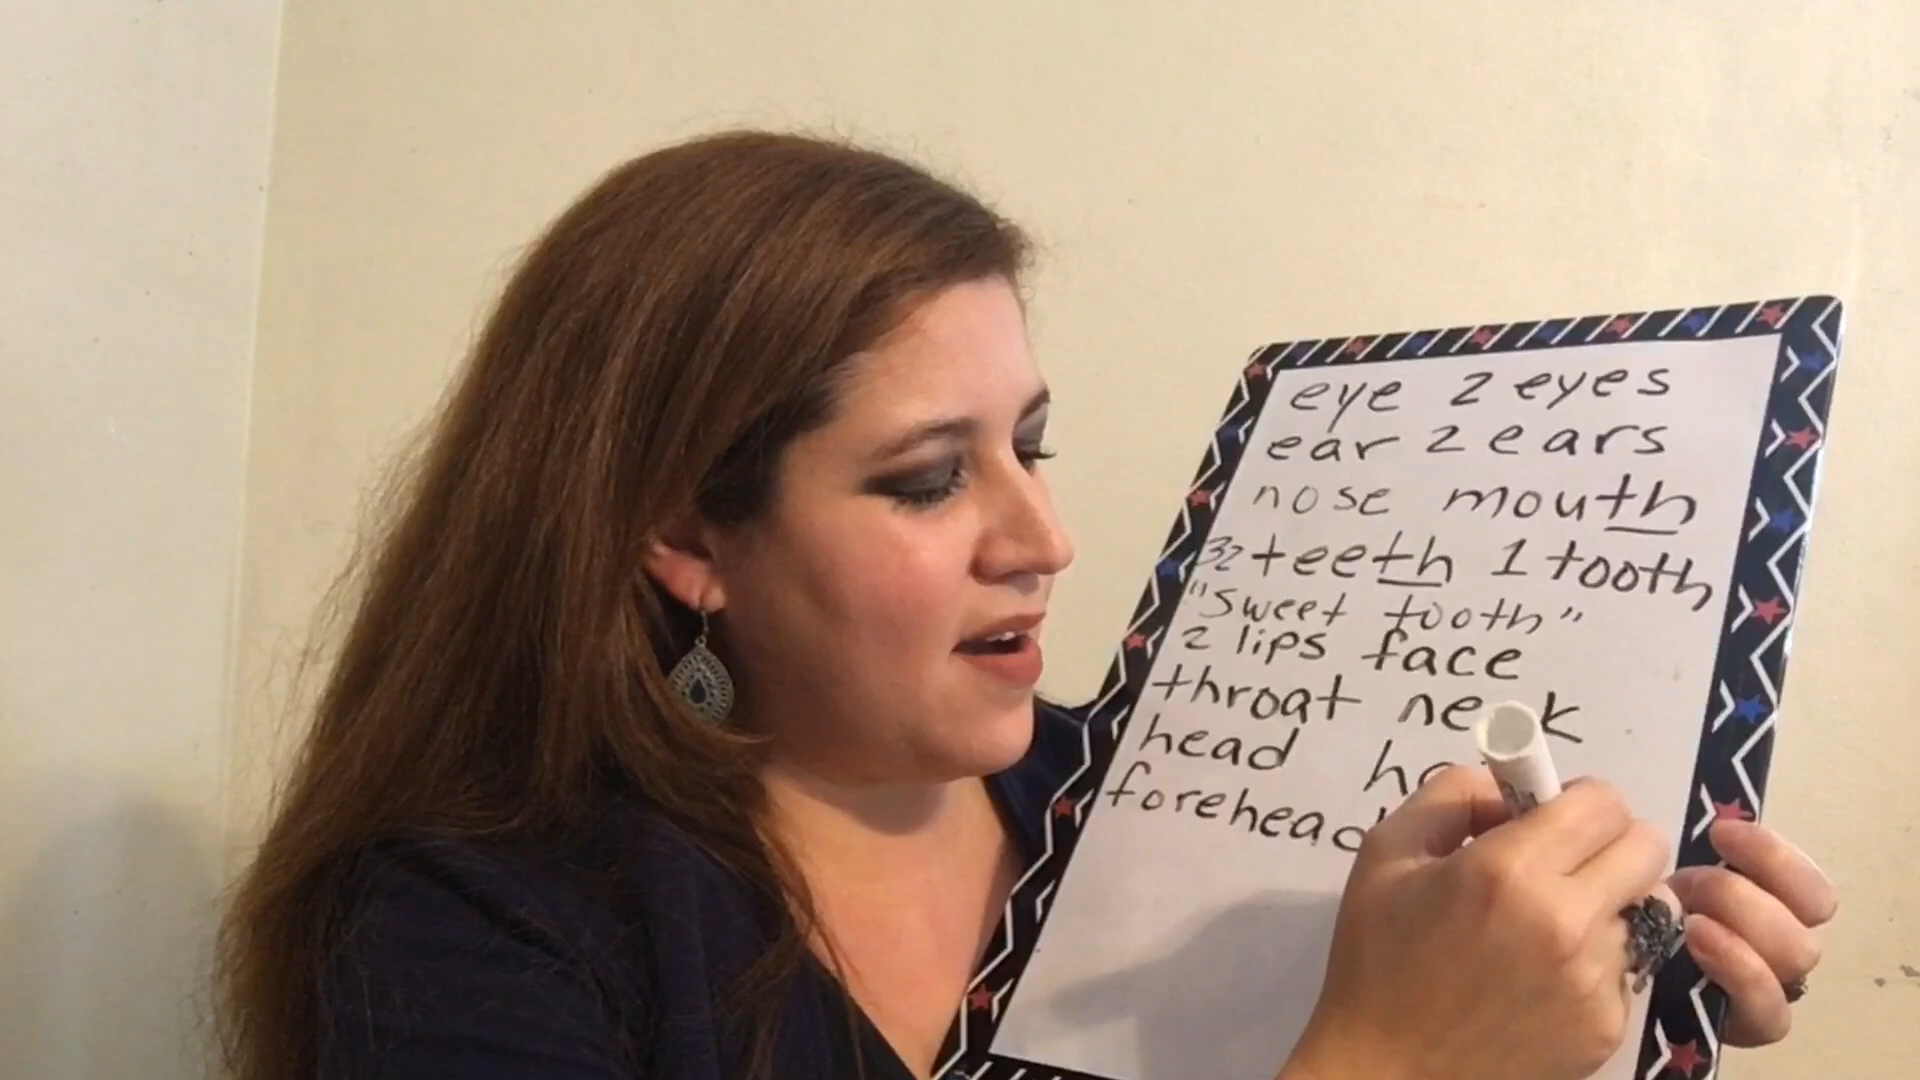 eye 2 eyes
ear 2 ears
nose mouth
32 teeth 1 tooth
"sweet tooth"
2 lips face
throat
head
forehead